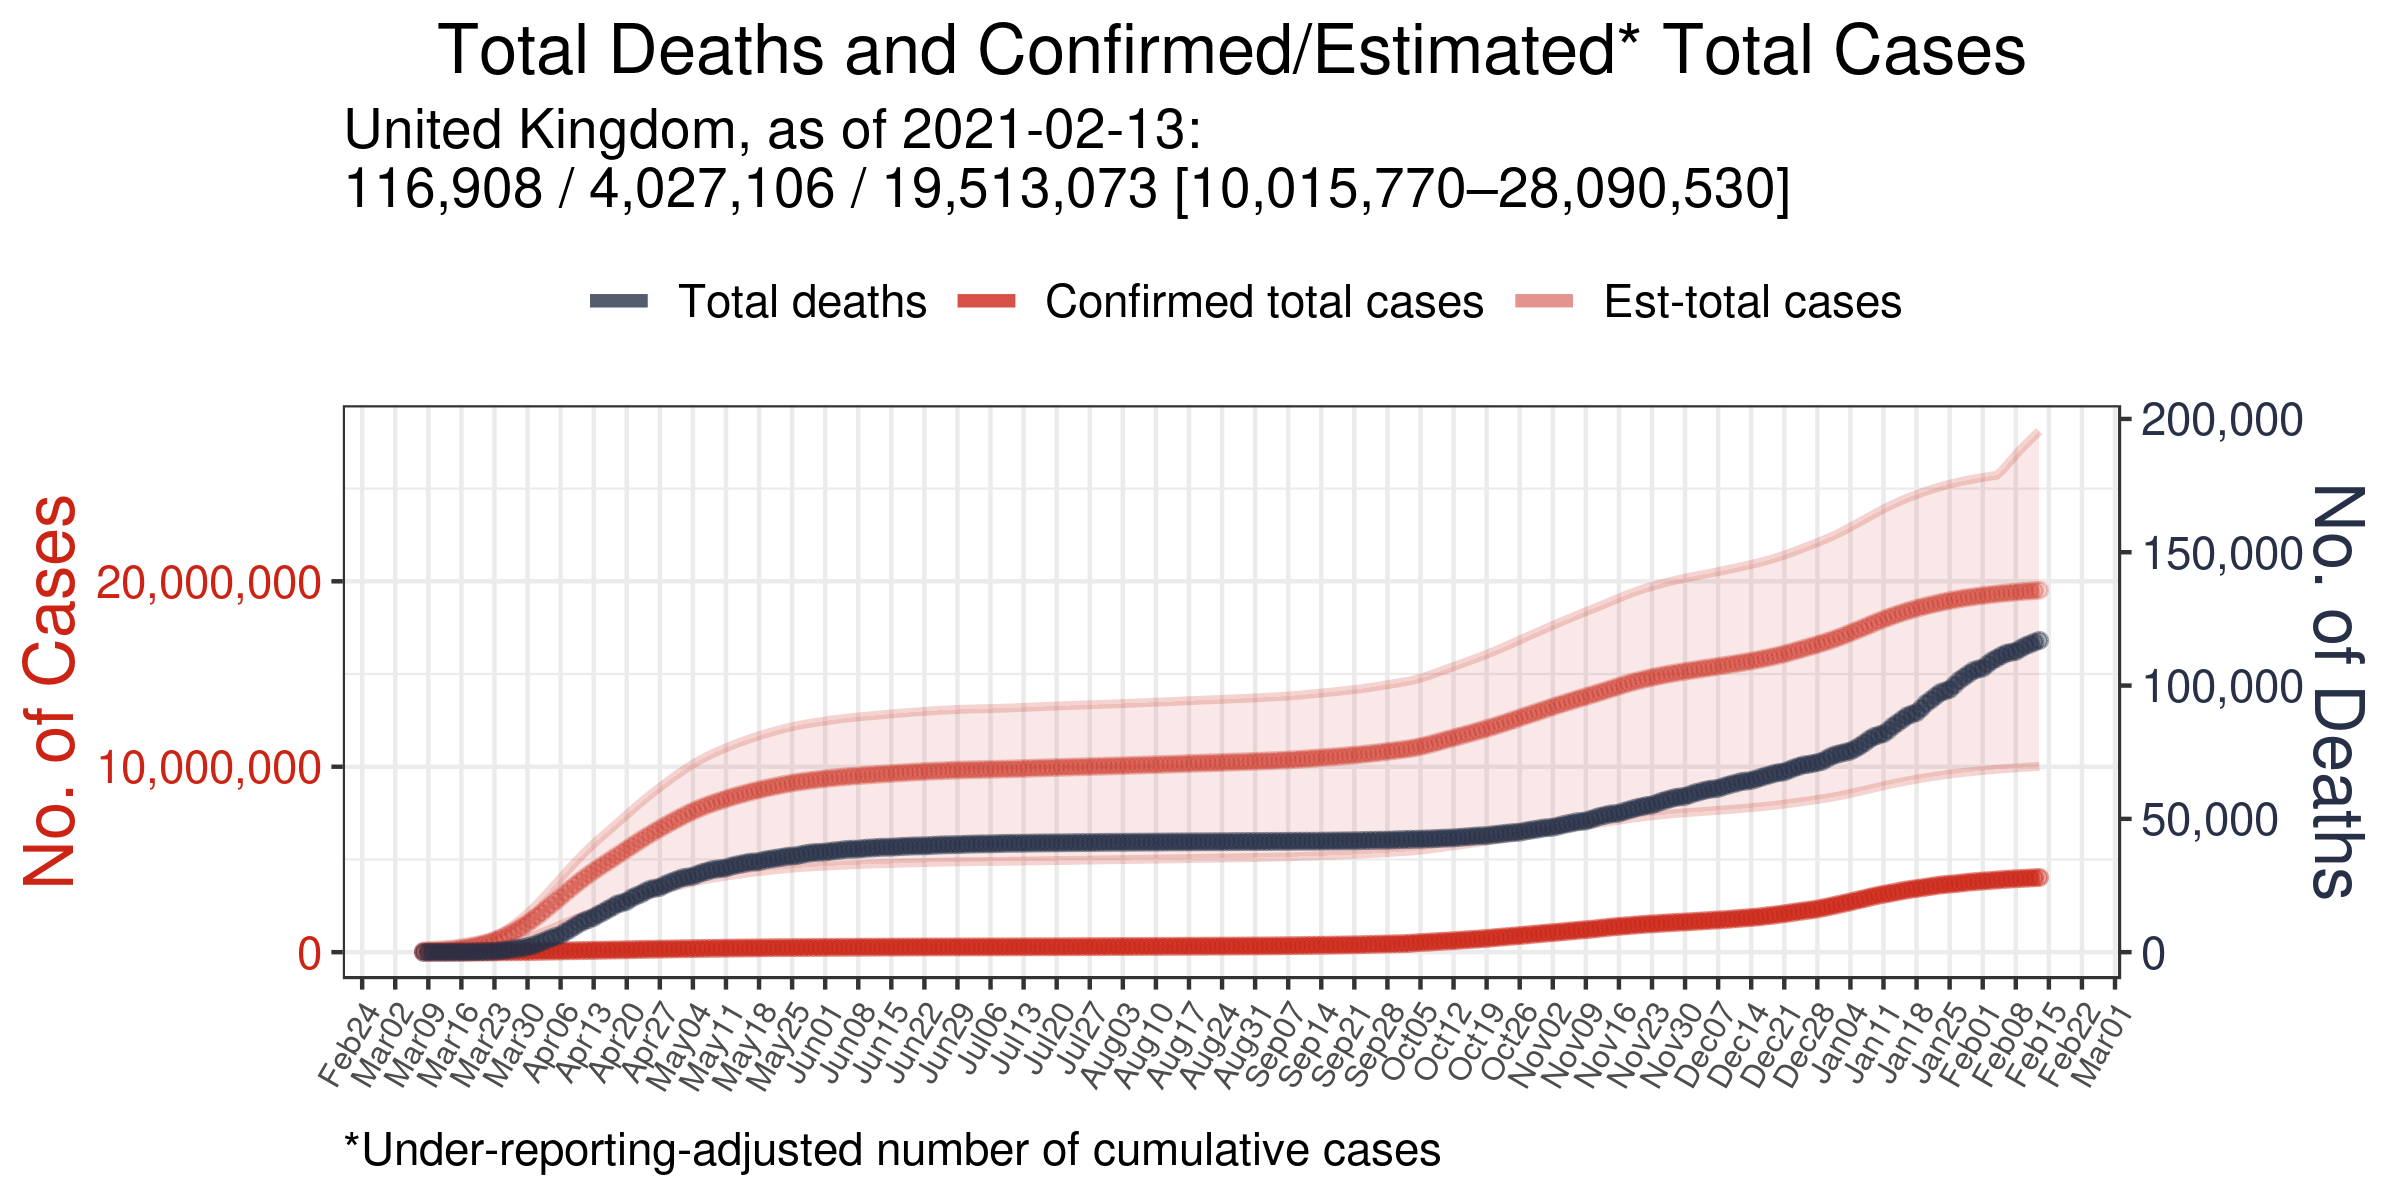 Total Deaths and Confirmed/Estimated* Total Cases
United Kingdom, as of 2021-02-13:
116,908 / 4,027,106 / 19,513,073 [10,015,770–28,090,530]
Total deaths Confirmed total cases Est-total cases
No. of Cases
20,000,000
10,000,000
0
200,000
150,000
100,000
50,000
0
No. of Deaths
Feb24 Mar02 Mar09 Mar16 Mar23 Mar30 Apr06 Apr13 Apr20 Apr27 May04 May11 May18 May25 Jun01 Jun08 Jun15 Jun22 Jun29 Jul06 Jul13 Jul20 Jul27 Aug03 Aug10 Aug17 Aug24 Aug31 Sep07 Sep14 Sep21 Sep28 Oct05 Oct12 Oct19 Oct26 Nov02 Nov09 Nov16 Nov23 Nov30 Dec07 Dec14 Dec21 Dec28 Jan04 Jan11 Jan18 Jan25 Feb01 Feb08 Feb15 Feb22 Mar01
*Under-reporting-adjusted number of cumulative cases